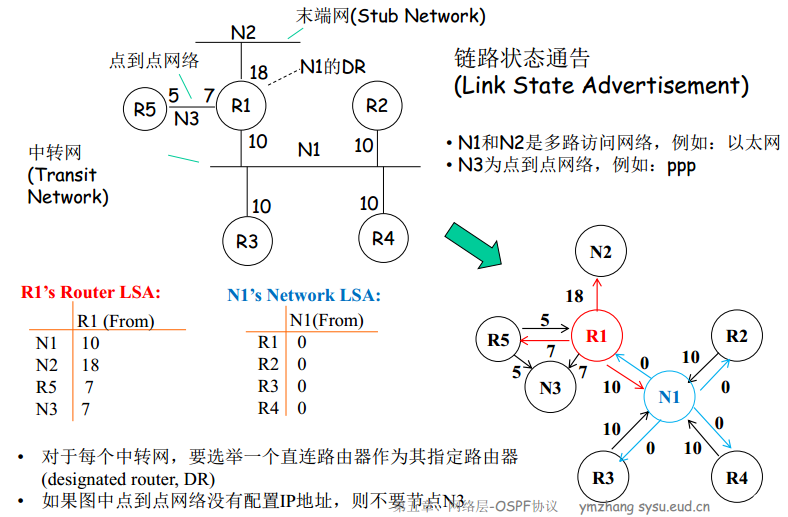 末端网(Stub Network)
N2
点到点网络
18
N1的DR
R5
5
7
R1
R2
N3
10
10
N1
中转网
(Transit
Network)
10
10
R3
R4
链路状态通告
(Link State Advertisement)
• N1和N2是多路访问网络，例如：以太网
• N3为点到点网络，例如：ppp
R1's Router LSA:
R1 (From)
N1 10
N2 18
R5 7
N3 7
N1's Network LSA:
N1(From)
R1 0
R2 0
R3 0
R4 0
N2
18
5
R5
R1
R2
7
0
10
5
N3
7
10
N1
0
10
0
0
10
R3
R4
• 对于每个中转网，要选举一个直连路由器作为其指定路由器
(designated router, DR)
• 如果图中点到点网络没有配置IP地址，则不要节点N3
第五章、网络层-OSPF协议
ymzhang sysu.eud.cn